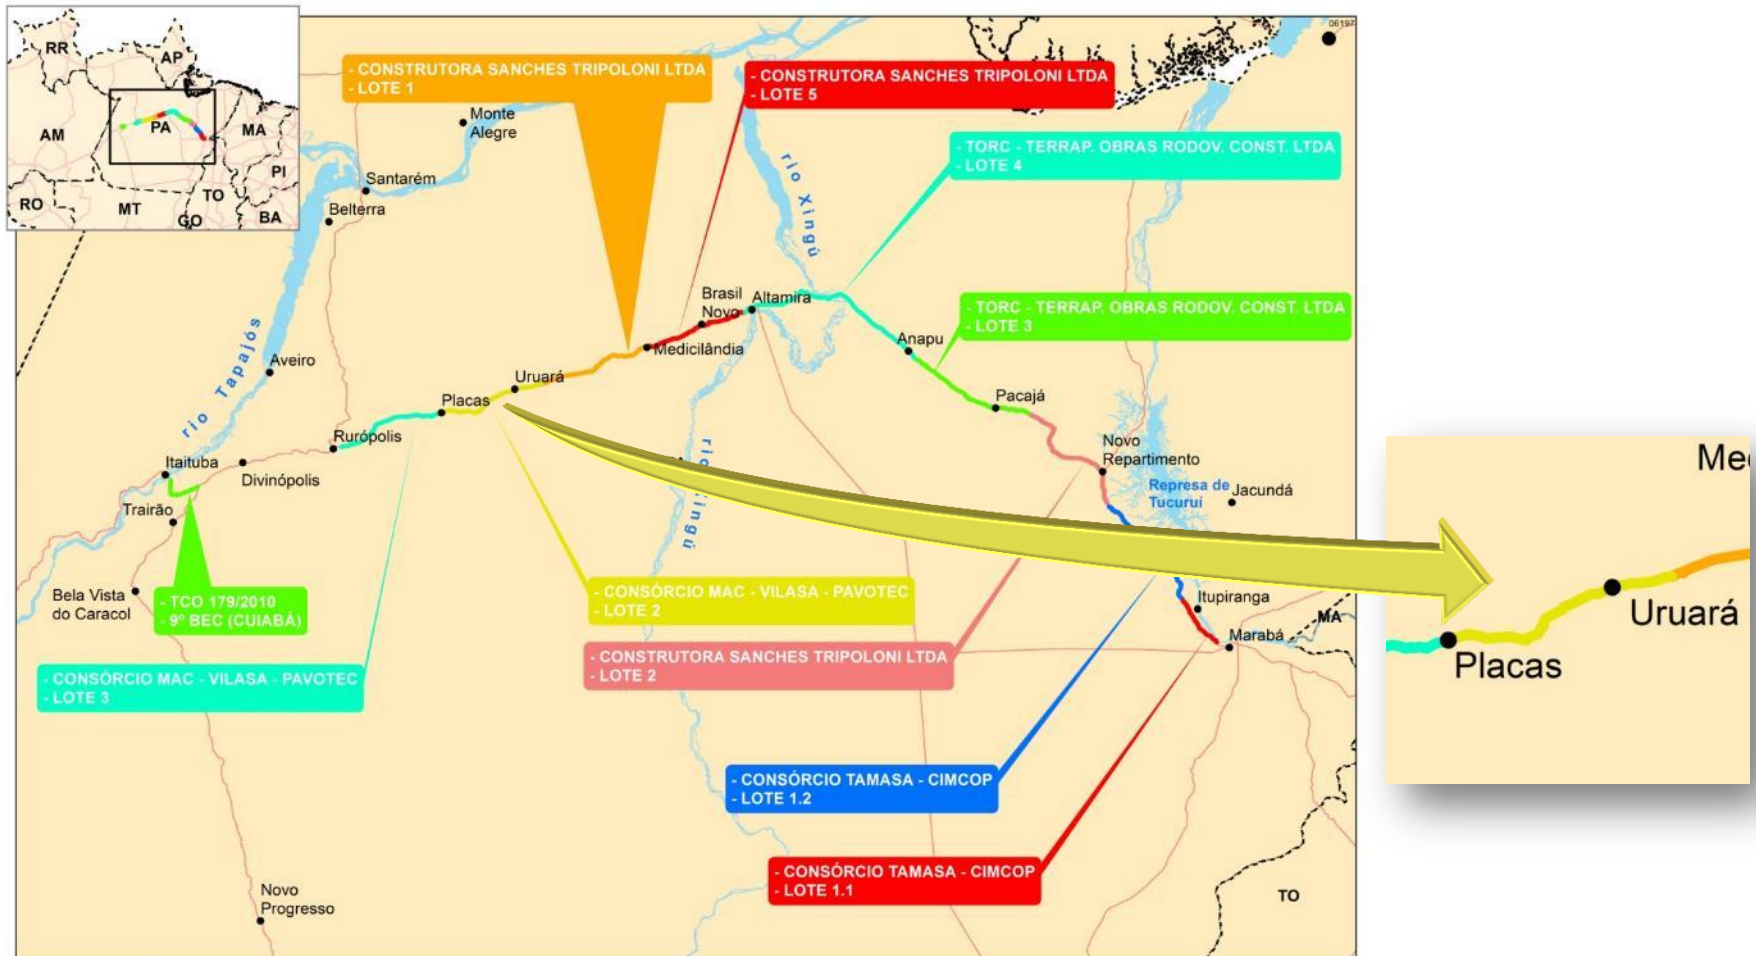 RR
AP
AM
PA
MA
PI
RO
MT
TO
GO
BA
06197
- CONSTRUTORA SANCHES TRIPOLONI LTDA
- LOTE 1
- CONSTRUTORA SANCHES TRIPOLONI LTDA
- LOTE 5
- TORC - TERRAP. OBRAS RODOV. CONST. LTDA
- LOTE 4
- TORC - TERRAP. OBRAS RODOV. CONST. LTDA
- LOTE 3
Monte
Alegre
Santarém
Belterra
rio Xingú
Brasil
Novo
Altamira
Medicilândia
Anapu
Pacajá
rio Tapajós
Aveiro
Uruará
Placas
Rurópolis
Itaituba
Divinópolis
Trairão
Novo
Repartimento
Represa de
Tucuruí
Jacundá
rio Xingú
Bela Vista
do Caracol
- TCO 179/2010
- 9º BEC (CUIABÁ)
- CONSÓRCIO MAC - VILASA - PAVOTEC
- LOTE 2
Itupiranga
MA
Marabá
- CONSTRUTORA SANCHES TRIPOLONI LTDA
- LOTE 2
- CONSÓRCIO MAC - VILASA - PAVOTEC
- LOTE 3
- CONSÓRCIO TAMASA - CIMCOP
- LOTE 1.2
- CONSÓRCIO TAMASA - CIMCOP
- LOTE 1.1
Novo
Progresso
TO
Uruará
Placas